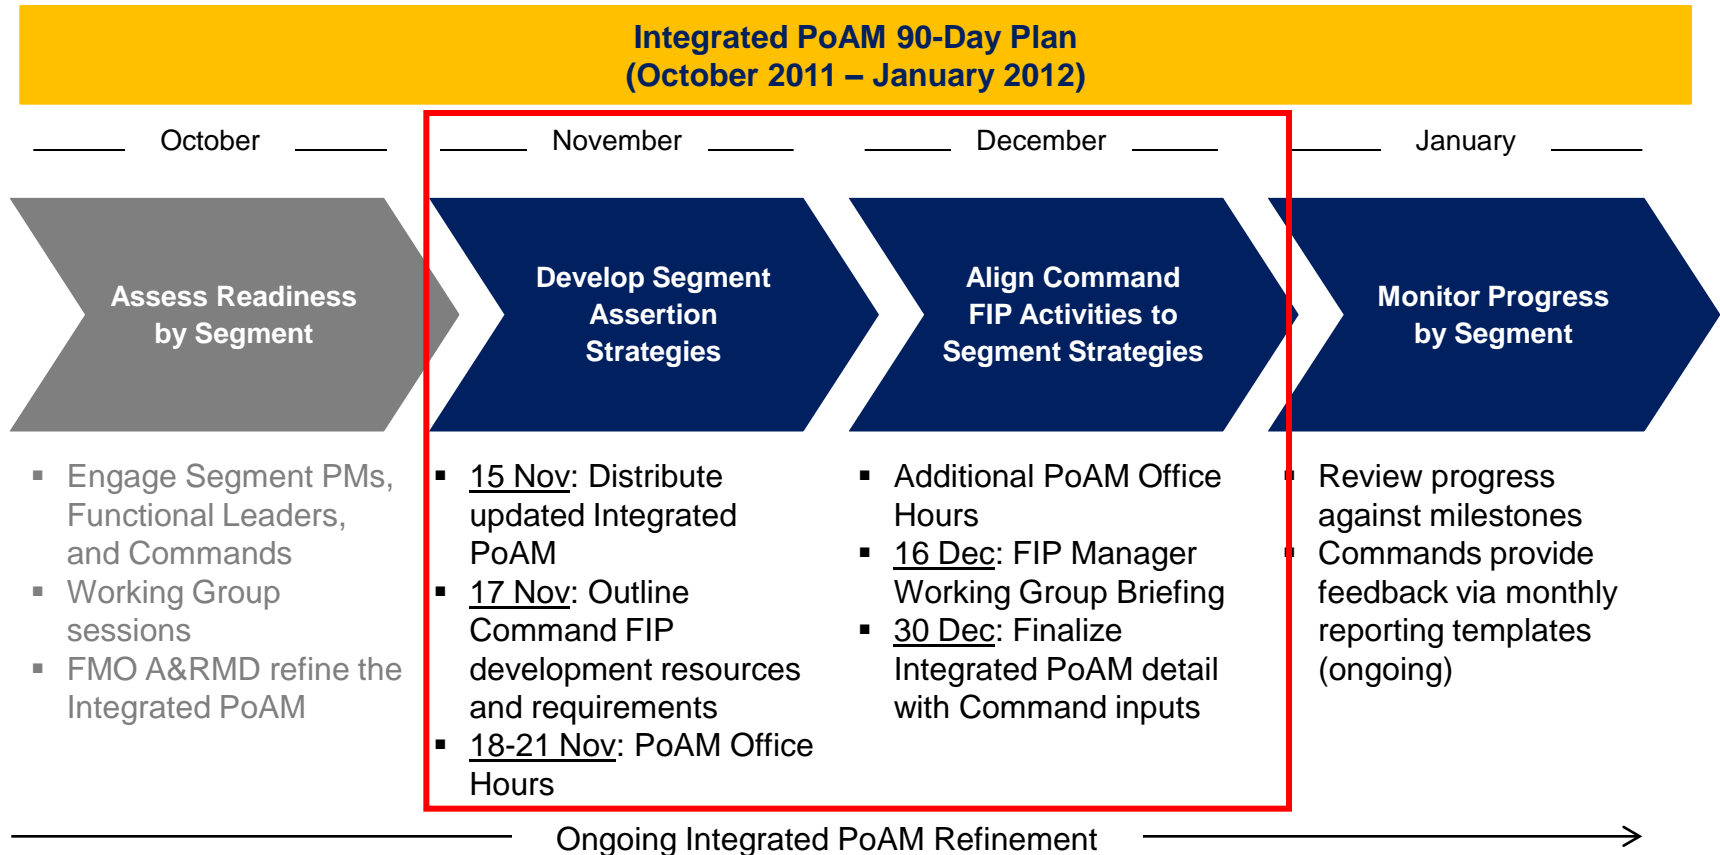 Integrated PoAM 90-Day Plan
(October 2011 – January 2012)
October
November
December
January
Assess Readiness
by Segment
Develop Segment
Assertion
Strategies
Align Command
FIP Activities to
Segment Strategies
Monitor Progress
by Segment
▪ Engage Segment PMs,
Functional Leaders,
and Commands
▪ Working Group
sessions
▪ FMO A&RMD refine the
Integrated PoAM
▪ 15 Nov: Distribute
updated Integrated
PoAM
▪ 17 Nov: Outline
Command FIP
development resources
and requirements
▪ 18-21 Nov: PoAM Office
Hours
▪ Additional PoAM Office
Hours
▪ 16 Dec: FIP Manager
Working Group Briefing
▪ 30 Dec: Finalize
Integrated PoAM detail
with Command inputs
▪ Review progress
against milestones
▪ Commands provide
feedback via monthly
reporting templates
(ongoing)
Ongoing Integrated PoAM Refinement